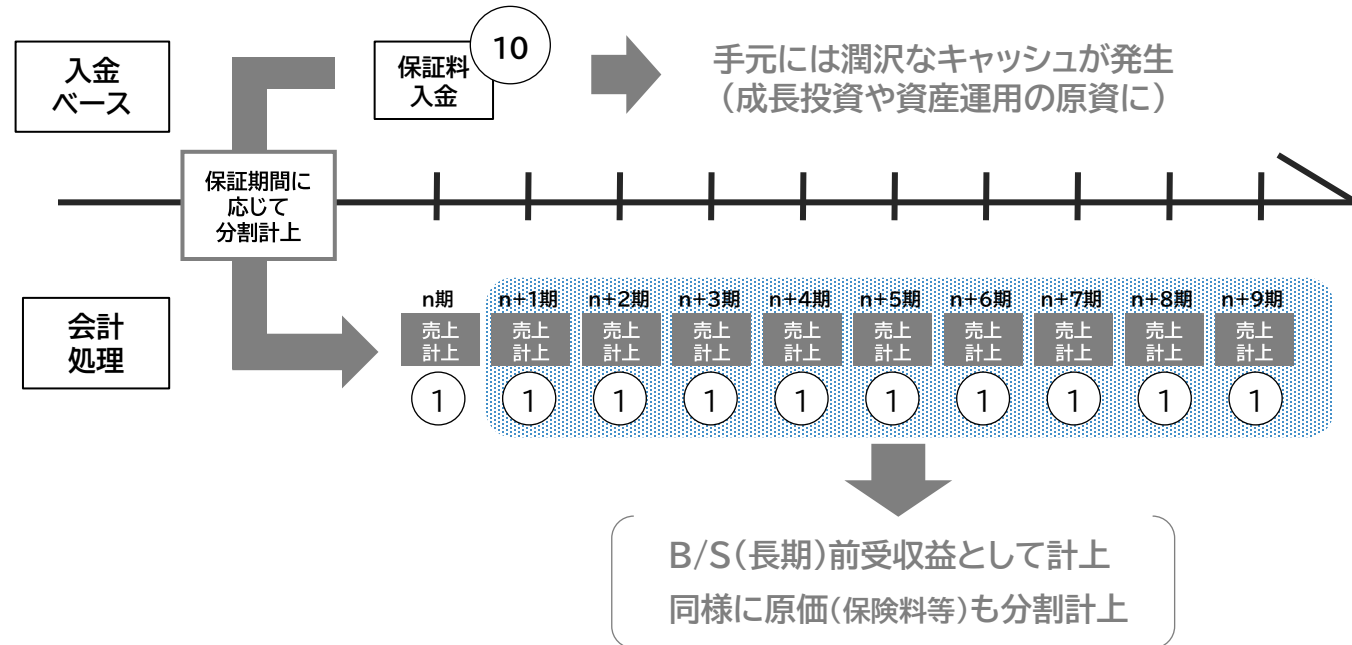 入金
ベース
保証料
入金
10
手元には潤沢なキャッシュが発生
（成長投資や資産運用の原資に）
保証期間に
応じて
分割計上
会計
処理
n期 n+1期 n+2期 n+3期 n+4期 n+5期 n+6期 n+7期 n+8期 n+9期
売上 売上 売上 売上 売上 売上 売上 売上 売上 売上
計上 計上 計上 計上 計上 計上 計上 計上 計上 計上
1 1 1 1 1 1 1 1 1 1
B/S（長期）前受収益として計上
同様に原価（保険料等）も分割計上